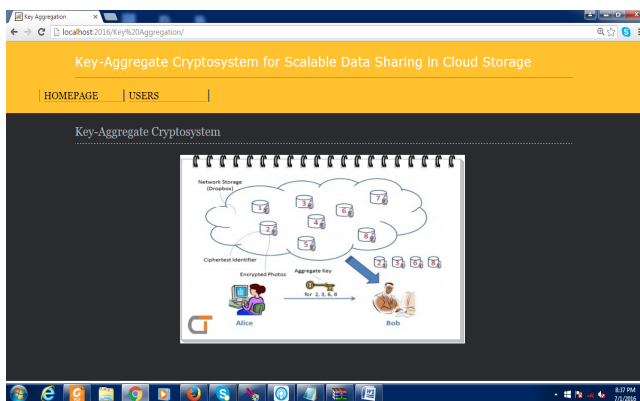 Key Aggregation
localhost:2016/Key%20Aggregation/
Key-Aggregate Cryptosystem for Scalable Data Sharing in Cloud Storage
HOMEPAGE USERS
Key-Aggregate Cryptosystem
Network Storage
(Dropbox)
1 3 6 7
2 4 8
5
2 3 6 8
Ciphertext Identifier
Encrypted Photos
Aggregate Key
for 2, 3, 6, 8
Alice Bob
8:37 PM
7/1/2016